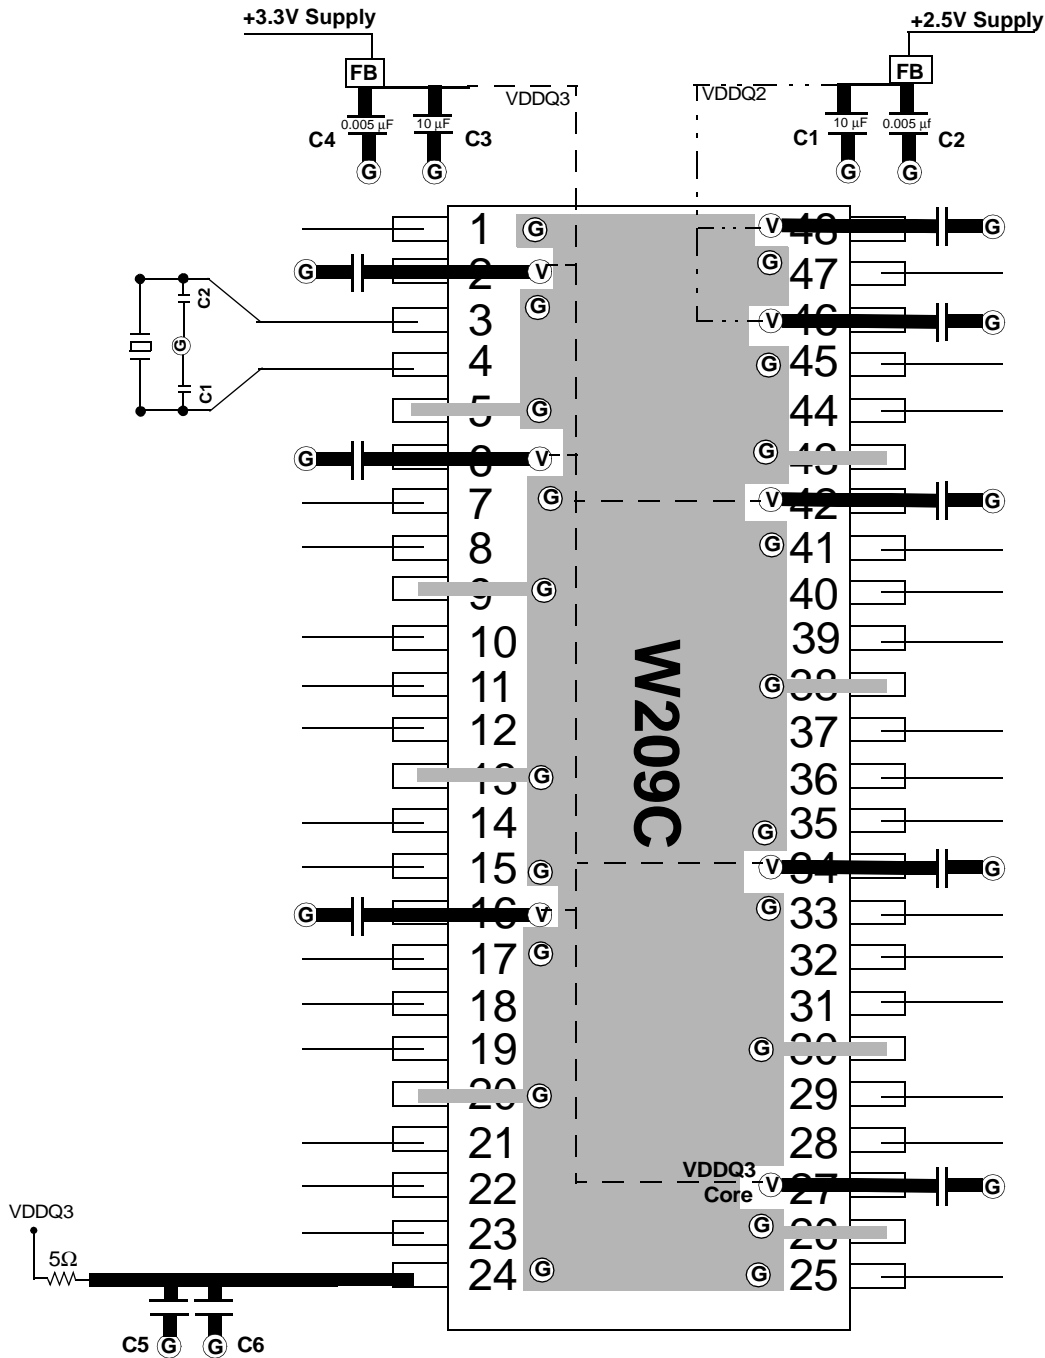 +3.3V Supply
+2.5V Supply
FB
FB
VDDQ3
VDDQ2
0.005 µF
10 µF
10 µF
0.005 µf
C4
C3
C1
C2
G
G
G
G
1
G
V
48
G
G
2
V
G
47
C2
G
3
V
46
G
G
4
G
45
C1
5
G
44
G
6
V
G
43
7
G
V
42
G
8
G
41
9
G
40
10
39
11
G
38
12
37
13
G
36
14
G
35
15
G
V
34
G
G
16
V
G
33
17
G
32
18
31
19
G
30
20
G
29
21
28
22
VDDQ3
Core
V
27
G
23
G
26
24
G
G
25
W209C
VDDQ3
5Ω
C5
G
G
C6